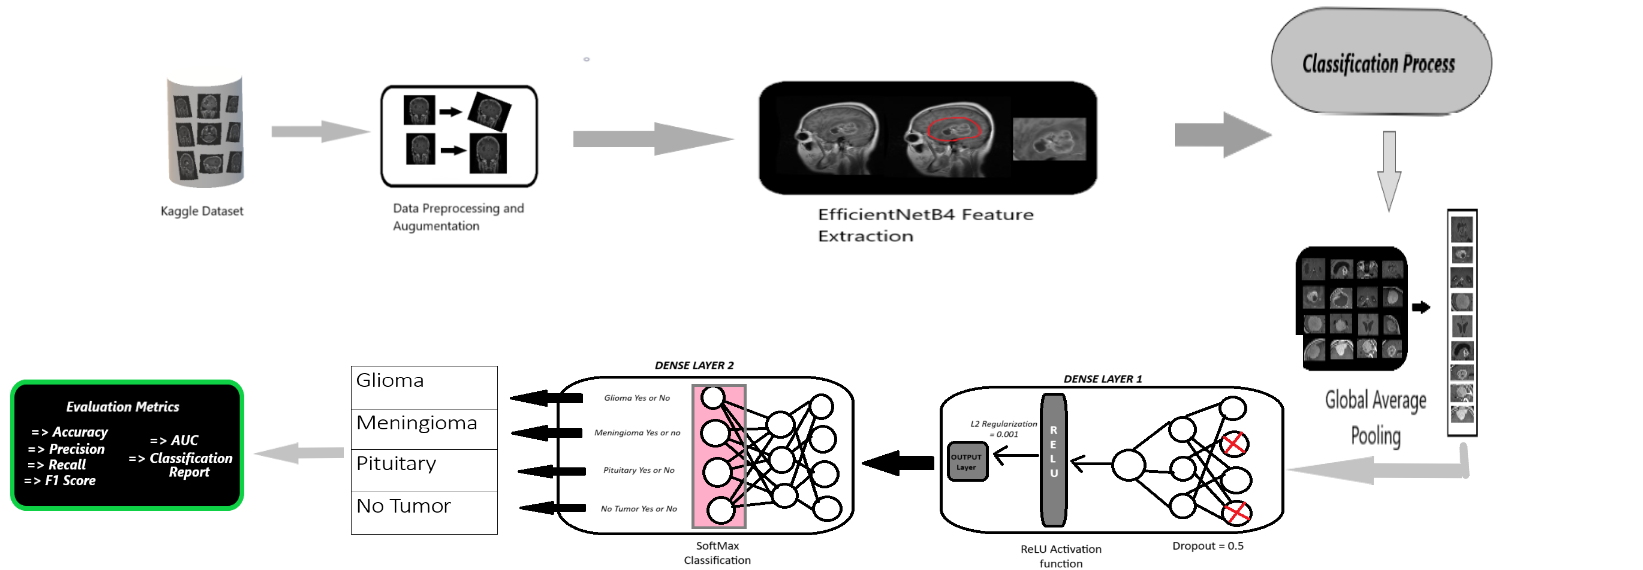 Classification Process
Kaggle Dataset
Data Preprocessing and
Augumentation
EfficientNetB4 Feature
Extraction
Global Average
Pooling
DENSE LAYER 1
L2 Regularization
= 0.001
OUTPUT
Layer
R
E
L
U
ReLU Activation
function
Dropout = 0.5
DENSE LAYER 2
Glioma Yes or No
Meningioma Yes or no
Pituitary Yes or No
No Tumor Yes or No
SoftMax
Classification
Glioma
Meningioma
Pituitary
No Tumor
Evaluation Metrics
=> Accuracy
=> Precision
=> Recall
=> F1 Score
=> AUC
=> Classification
Report